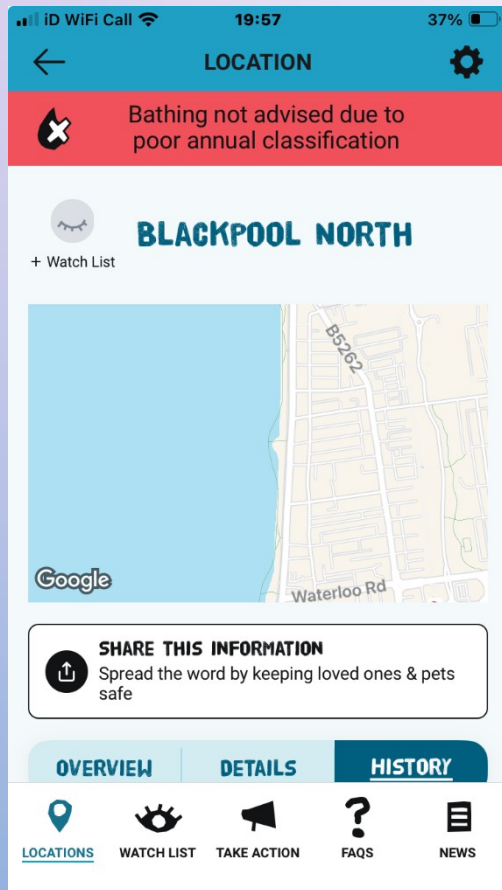 iD WiFi Call 19:57 37%
LOCATION
Bathing not advised due to
poor annual classification
BLACKPOOL NORTH
+ Watch List
B5262
Google
Waterloo Rd
SHARE THIS INFORMATION
Spread the word by keeping loved ones & pets
safe
OVERVIEW DETAILS HISTORY
LOCATIONS WATCH LIST TAKE ACTION FAQS NEWS